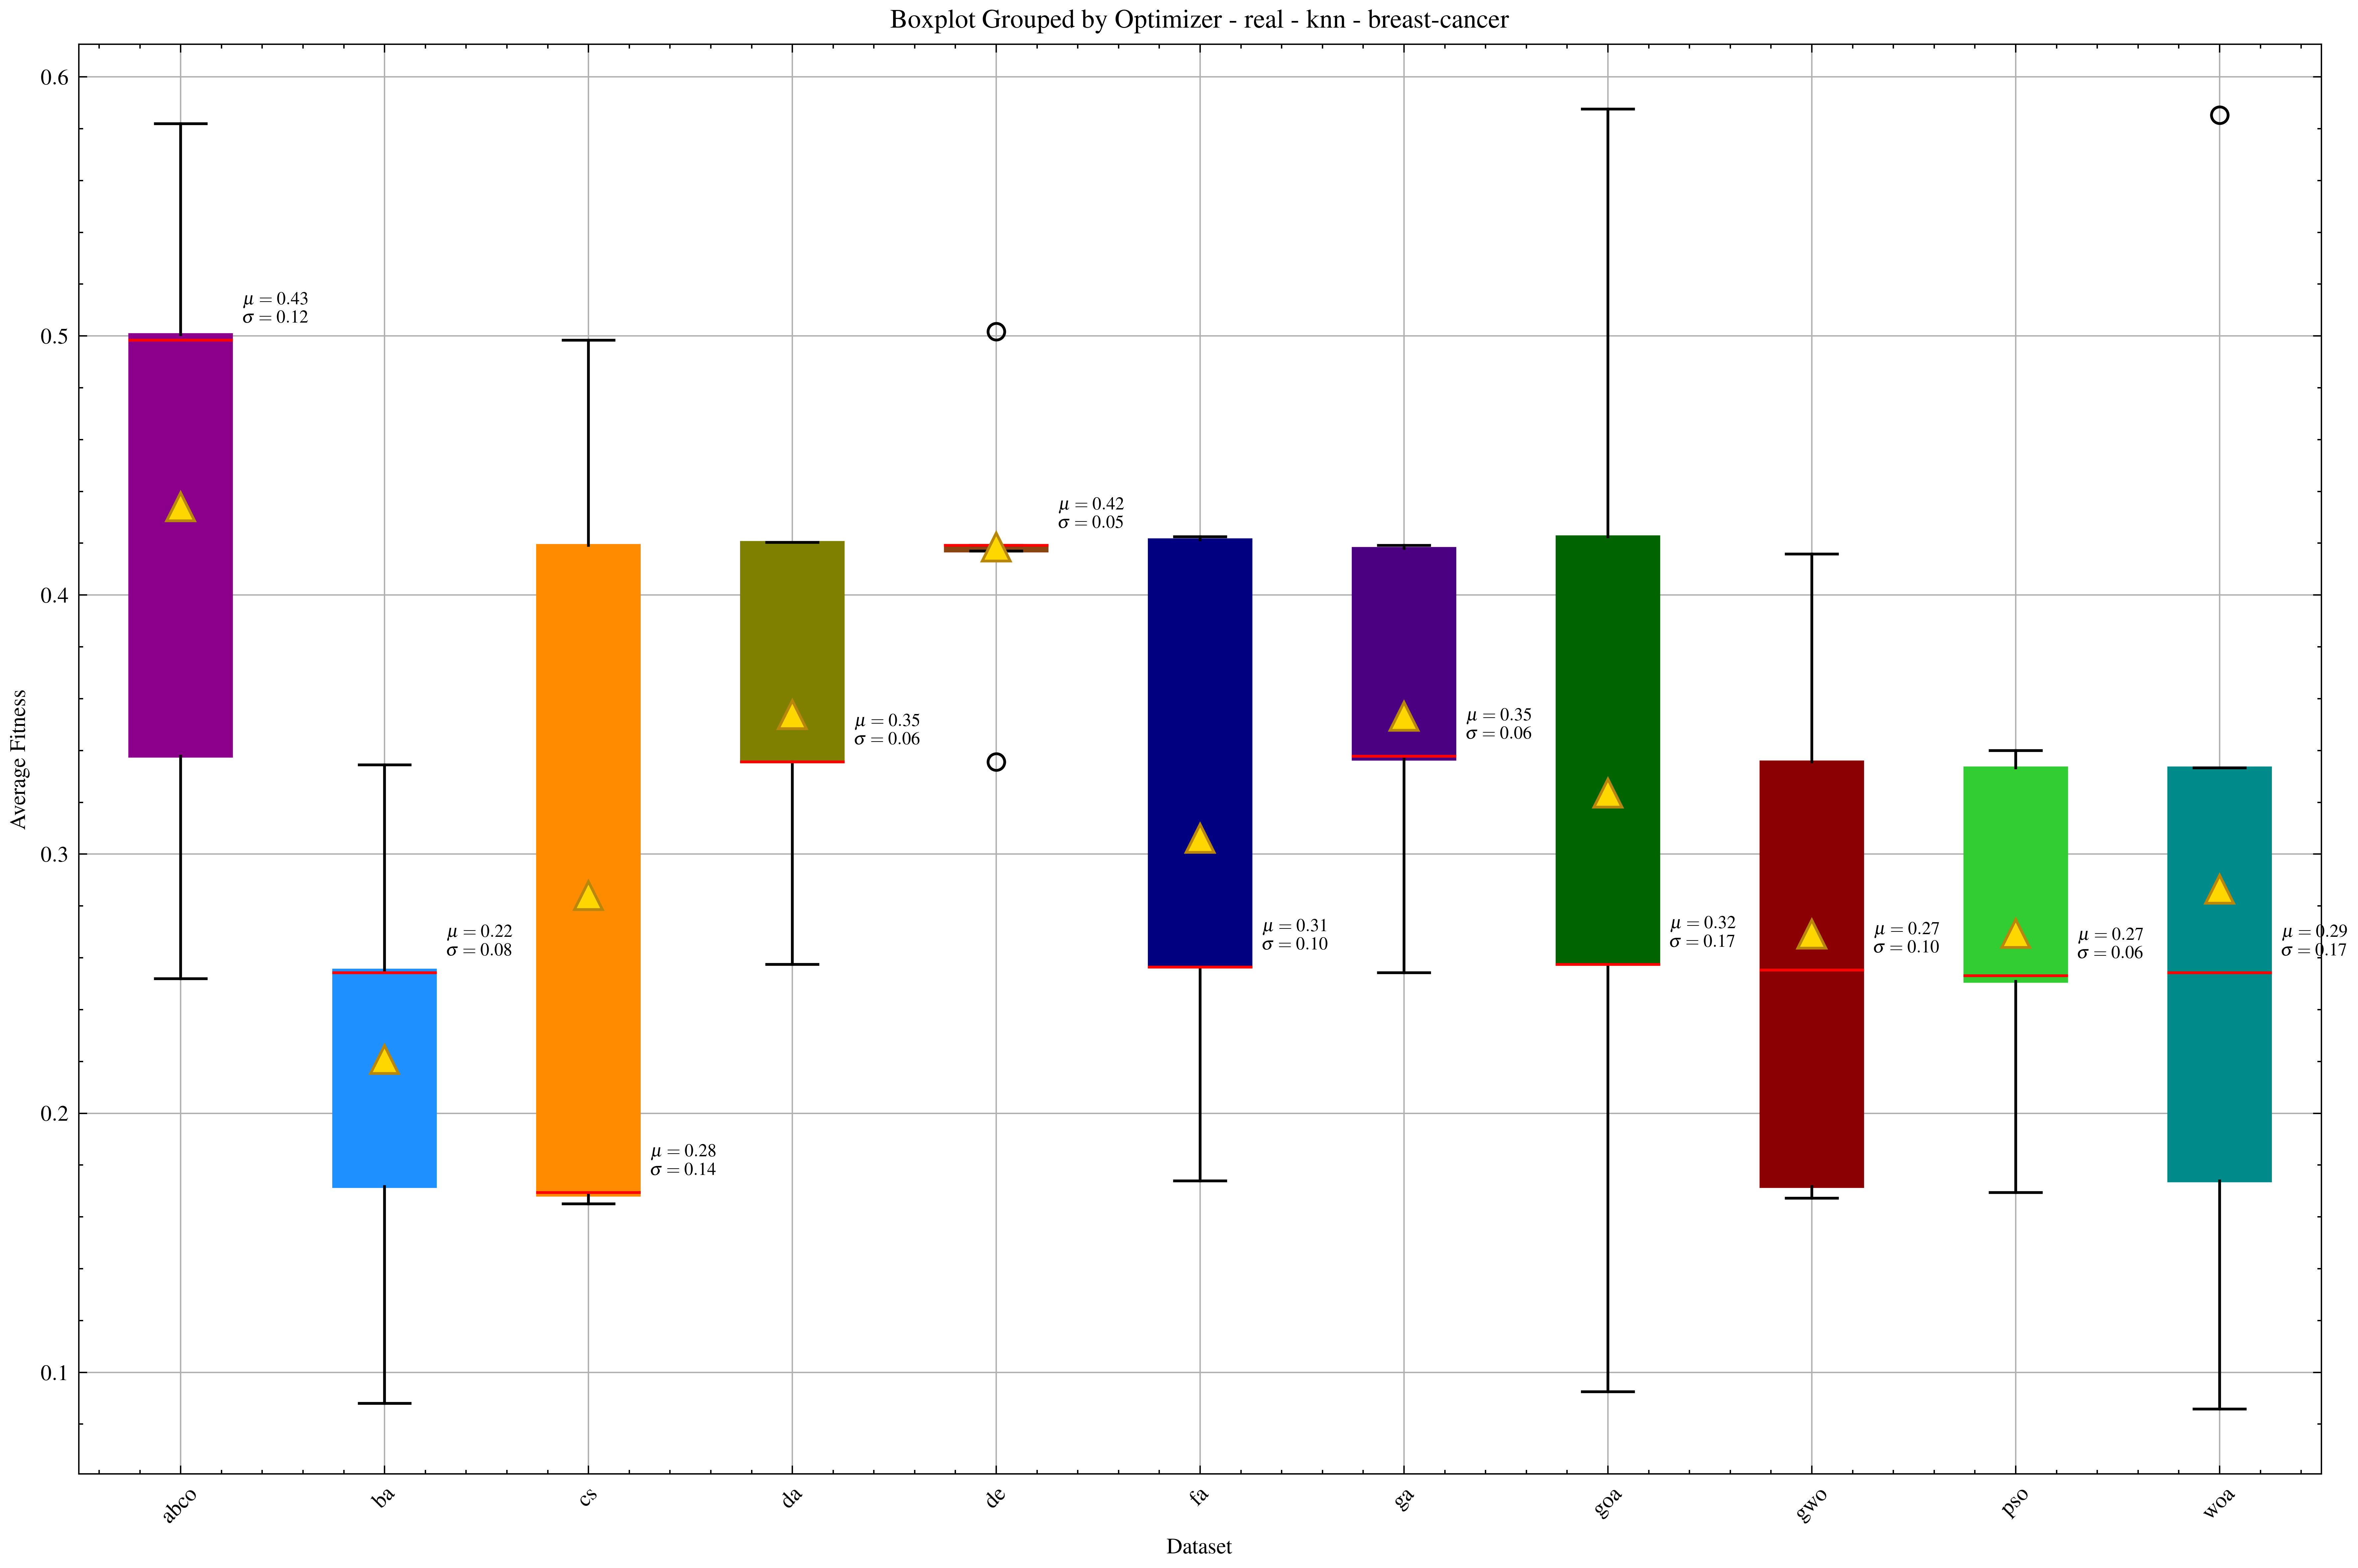 Boxplot Grouped by Optimizer - real - knn - breast-cancer
Average Fitness
0.6
0.5
0.4
0.3
0.2
0.1
μ = 0.43
σ = 0.12
μ = 0.22
σ = 0.08
μ = 0.28
σ = 0.14
μ = 0.35
σ = 0.06
μ = 0.42
σ = 0.05
μ = 0.31
σ = 0.10
μ = 0.35
σ = 0.06
μ = 0.32
σ = 0.17
μ = 0.27
σ = 0.10
μ = 0.27
σ = 0.06
μ = 0.29
σ = 0.17
abco
ba
cs
da
de
fa
ga
goa
gwo
pso
woa
Dataset